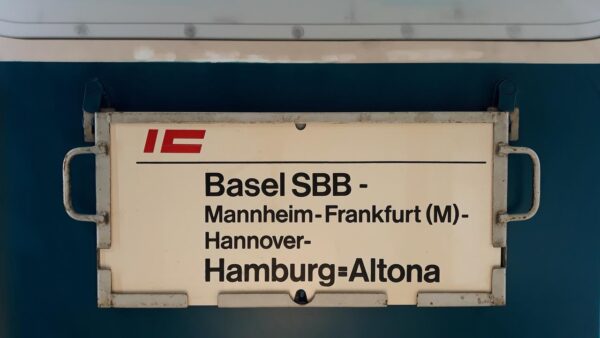 IC
Basel SBB -
Mannheim-Frankfurt (M)-
Hannover-
Hamburg=Altona